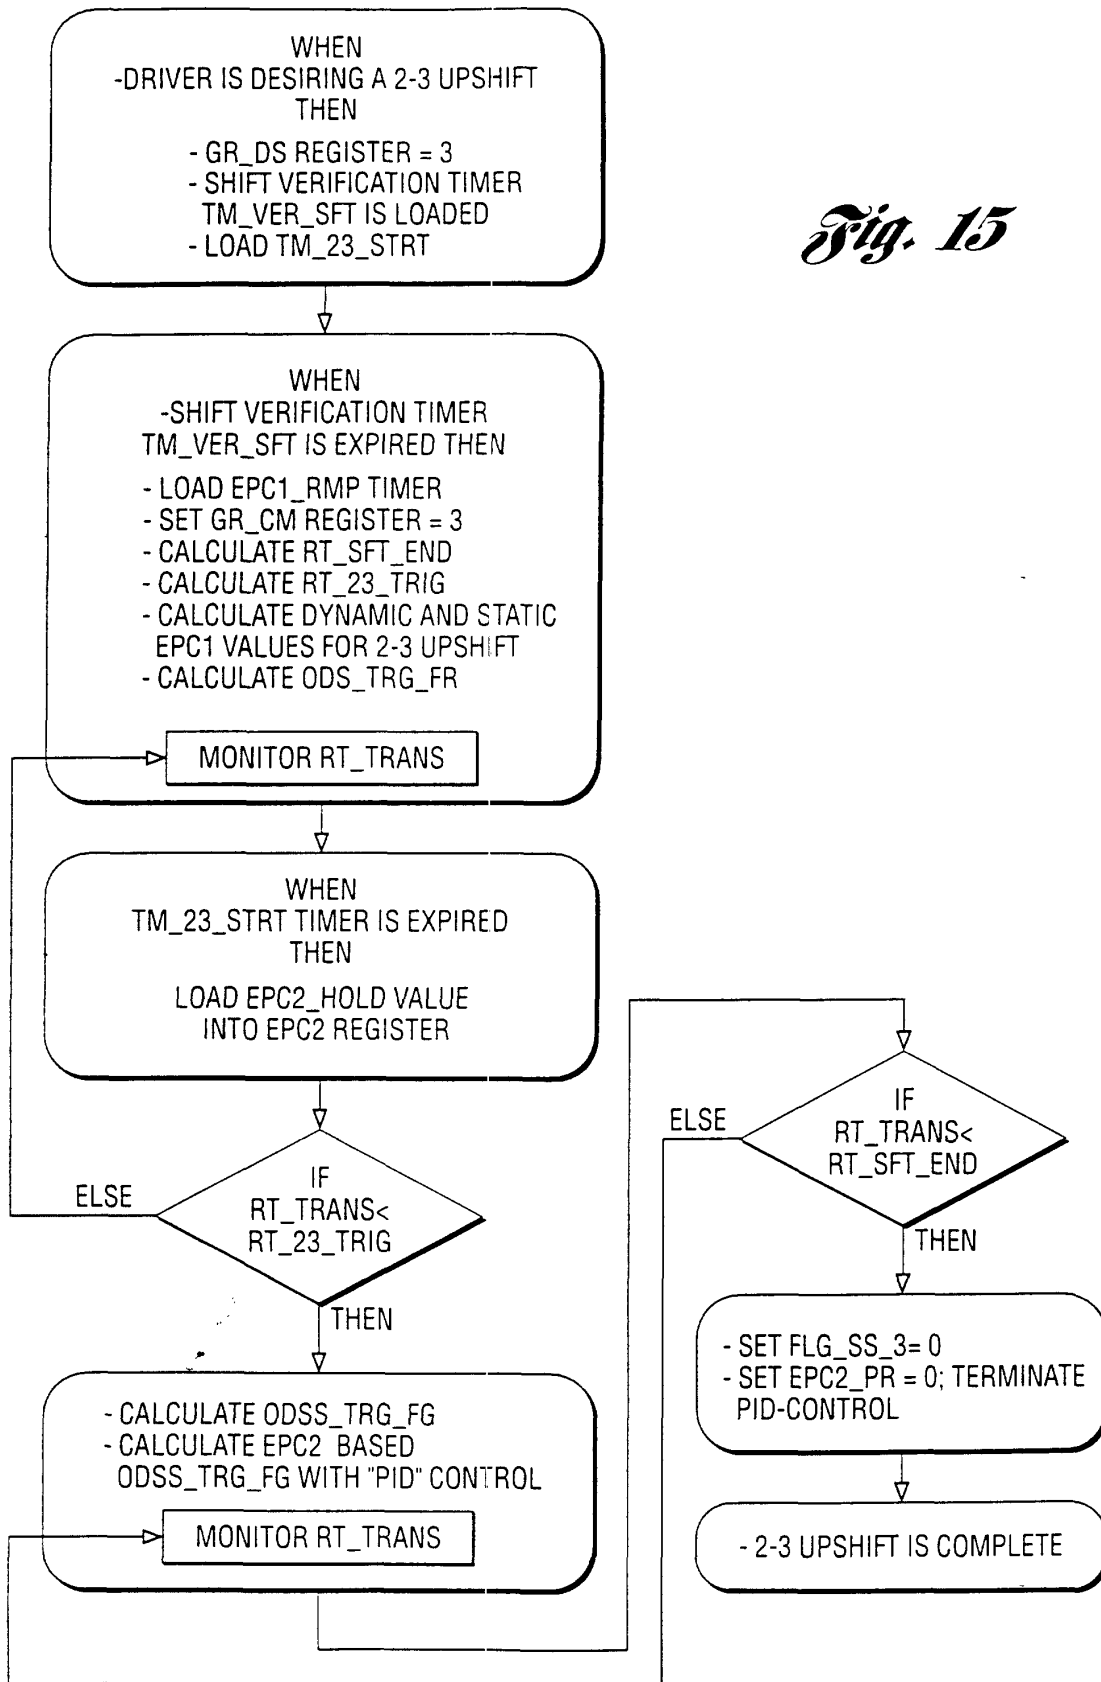 WHEN
-DRIVER IS DESIRING A 2-3 UPSHIFT
THEN
- GR_DS REGISTER = 3
- SHIFT VERIFICATION TIMER
TM_VER_SFT IS LOADED
- LOAD TM_23_STRT
Fig. 15
WHEN
-SHIFT VERIFICATION TIMER
TM_VER_SFT IS EXPIRED THEN
- LOAD EPC1_RMP TIMER
- SET GR_CM REGISTER = 3
- CALCULATE RT_SFT_END
- CALCULATE RT_23_TRIG
- CALCULATE DYNAMIC AND STATIC
EPC1 VALUES FOR 2-3 UPSHIFT
- CALCULATE ODS_TRG_FR
MONITOR RT_TRANS
WHEN
TM_23_STRT TIMER IS EXPIRED
THEN
LOAD EPC2_HOLD VALUE
INTO EPC2 REGISTER
IF
RT_TRANS<
RT_23_TRIG
ELSE
THEN
- CALCULATE ODSS_TRG_FG
- CALCULATE EPC2 BASED
ODSS_TRG_FG WITH "PID" CONTROL
MONITOR RT_TRANS
IF
RT_TRANS<
RT_SFT_END
ELSE
THEN
- SET FLG_SS_3= 0
- SET EPC2_PR = 0; TERMINATE
PID-CONTROL
- 2-3 UPSHIFT IS COMPLETE